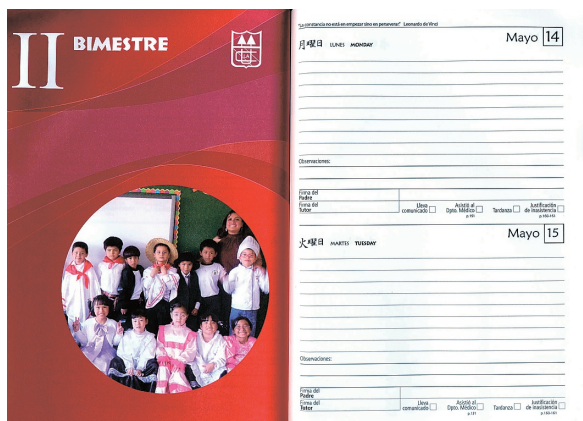 II BIMESTRE
"La constancia no está en empezar sino en perseverar." Leonardo da Vinci
月曜日 LUNES MONDAY
Mayo 14
Observaciones:
Firma del
Padre
Firma del
Tutor
Lleva
comunicado
Asistió al
Dpto. Médico
Tardanza
Justificación
de inasistencia
火曜日 MARTES TUESDAY
Mayo 15
Observaciones:
Firma del
Padre
Firma del
Tutor
Lleva
comunicado
Asistió al
Dpto. Médico
Tardanza
Justificación
de inasistencia